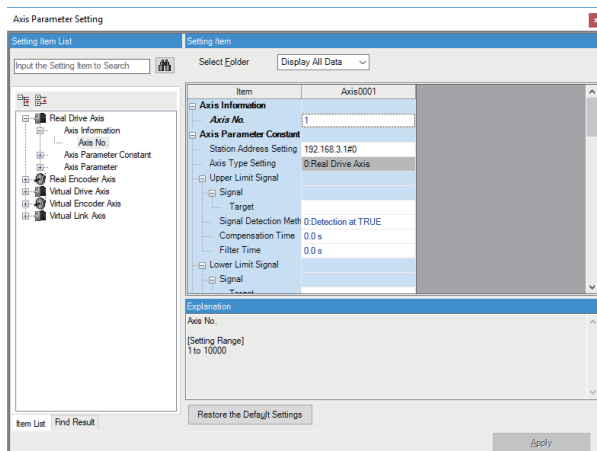 Axis Parameter Setting
Setting Item List
Input the Setting Item to Search
Real Drive Axis
Axis Information
Axis No.
Axis Parameter Constant
Axis Parameter
Real Encoder Axis
Virtual Drive Axis
Virtual Encoder Axis
Virtual Link Axis
Item List Find Result
Setting Item
Select Folder Display All Data
Item Axis0001
Axis Information
Axis No. 1
Axis Parameter Constant
Station Address Setting 192.168.3.1#0
Axis Type Setting 0:Real Drive Axis
Upper Limit Signal
Signal
Target
Signal Detection Meth 0:Detection at TRUE
Compensation Time 0.0 s
Filter Time 0.0 s
Lower Limit Signal
Signal
Target
Explanation
Axis No.
[Setting Range]
1 to 10000
Restore the Default Settings
Apply